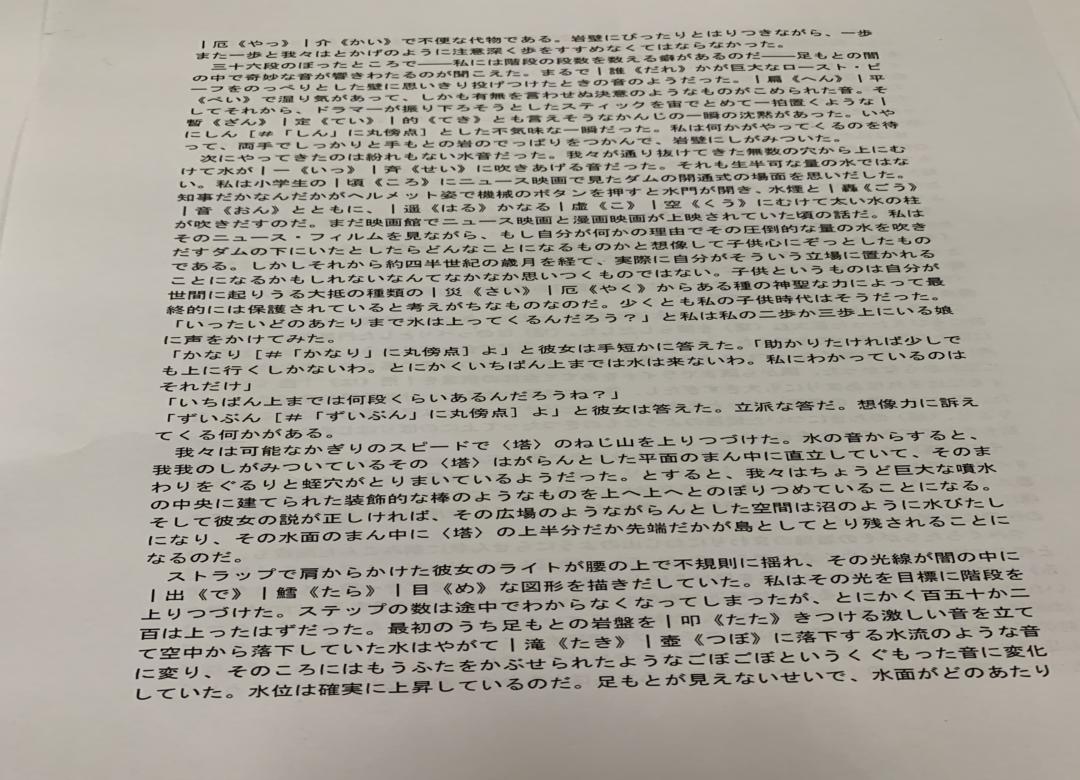 |厄《やっ》|介《かい》で不便な代物である。岩壁にぴったりとはりつきながら、一歩
また一歩と我々はとかげのように注意深く歩をすすめなくてはならなかった。
　三十六段のぼったところで――私には階段の段数を数える癖があるのだ――足もとの闇
の中で奇妙な音が響きわたるのが聞こえた。まるで|誰《だれ》かが巨大なロースト・ビ
ーフをのっぺりとした壁に思いきり投げつけたときの音のようだった。|扁《へん》|平
《ぺい》で湿り気があって、しかも有無を言わせぬ決意のようなものがこめられた音。そ
してそれから、ドラマーが振り下ろそうとしたスティックを宙でとめて一拍置くような|
暫《ざん》|定《てい》|的《てき》とも言えそうなかんじの一瞬の沈黙があった。いや
にしん［＃「しん」に丸傍点］とした不気味な一瞬だった。私は何かがやってくるのを待
って、両手でしっかりと手もとの岩のでっぱりをつかんで、岩壁にしがみついた。
　次にやってきたのは紛れもない水音だった。我々が通り抜けてきた無数の穴から上にむ
けて水が|一《いっ》|斉《せい》に吹きあげる音だった。それも生半可な量の水ではな
い。私は小学生の|頃《ころ》にニュース映画で見たダムの開通式の場面を思いだした。
知事だかなんだかがヘルメット姿で機械のボタンを押すと水門が開き、水煙と|轟《ごう》
|音《おん》とともに、|遥《はる》かなる|虚《こ》|空《くう》にむけて太い水の柱
が吹きだすのだ。まだ映画館でニュース映画と漫画映画が上映されていた頃の話だ。私は
そのニュース・フィルムを見ながら、もし自分が何かの理由でその圧倒的な量の水を吹き
だすダムの下にいたとしたらどんなことになるものかと想像して子供心にぞっとしたもの
である。しかしそれから約四半世紀の歳月を経て、実際に自分がそういう立場に置かれる
ことになるかもしれないなんてなかなか思いつくものではない。子供というものは自分が
世間に起りうる大抵の種類の|災《さい》|厄《やく》からある種の神聖な力によって最
終的には保護されていると考えがちなものなのだ。少くとも私の子供時代はそうだった。
「いったいどのあたりまで水は上ってくるんだろう？」と私は私の二歩か三歩上にいる娘
に声をかけてみた。
「かなり［＃「かなり」に丸傍点］よ」と彼女は手短かに答えた。「助かりたければ少しで
も上に行くしかないわ。とにかくいちばん上までは水は来ないわ。私にわかっているのは
それだけ」
「いちばん上までは何段くらいあるんだろうね？」
「ずいぶん［＃「ずいぶん」に丸傍点］よ」と彼女は答えた。立派な答だ。想像力に訴え
てくる何かがある。
　我々は可能なかぎりのスピードで〈塔〉のねじ山を上りつづけた。水の音からすると、
我我のしがみついているその〈塔〉はがらんとした平面のまん中に直立していて、そのま
わりをぐるりと蛭穴がとりまいているようだった。とすると、我々はちょうど巨大な噴水
の中央に建てられた装飾的な棒のようなものを上へ上へとのぼりつめていることになる。
そして彼女の説が正しければ、その広場のようながらんとした空間は沼のように水びたし
になり、その水面のまん中に〈塔〉の上半分だか先端だかが島としてとり残されることに
なるのだ。
　ストラップで肩からかけた彼女のライトが腰の上で不規則に揺れ、その光線が闇の中に
|出《で》|鱈《たら》|目《め》な図形を描きだしていた。私はその光を目標に階段を
上りつづけた。ステップの数は途中でわからなくなってしまったが、とにかく百五十か二
百は上ったはずだった。最初のうち足もとの岩盤を|叩《たた》きつける激しい音を立て
て空中から落下していた水はやがて|滝《たき》|壺《つぼ》に落下する水流のような音
に変り、そのころにはもうふたをかぶせられたようなごぼごぼというくぐもった音に変化
していた。水位は確実に上昇しているのだ。足もとが見えないせいで、水面がどのあたり